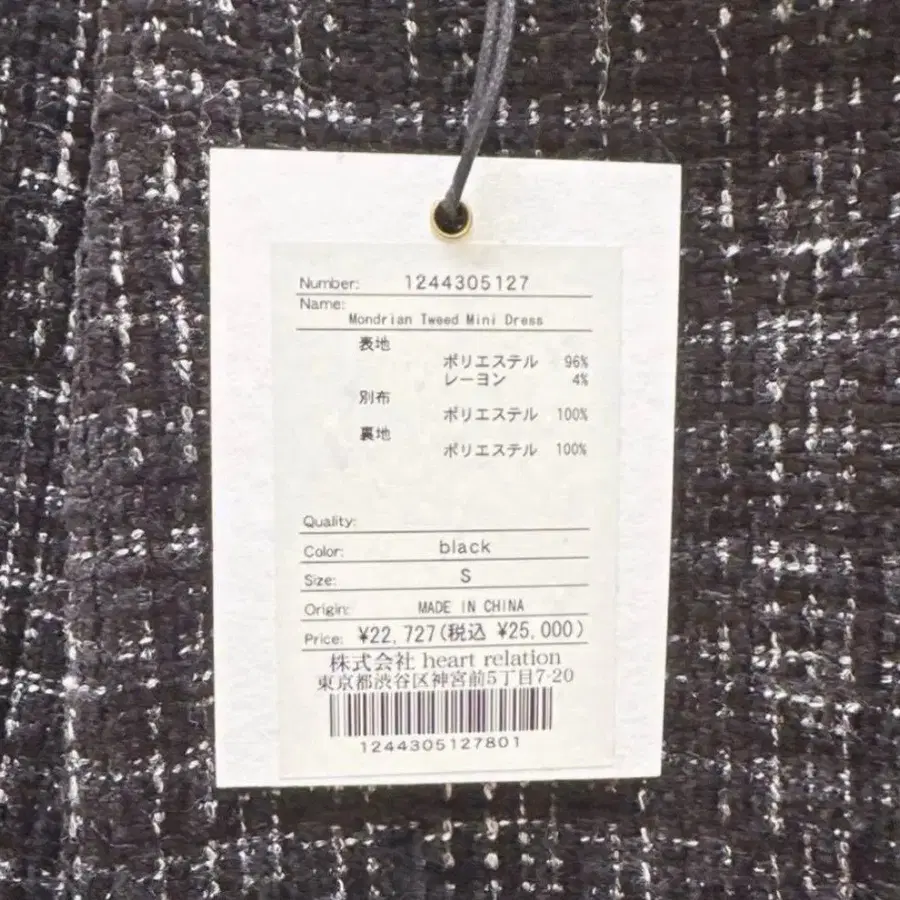 Number: 1244305127
Name:
Mondrian Tweed Mini Dress
表地
ポリエステル 96%
レーヨン 4%
別布
ポリエステル 100%
裏地
ポリエステル 100%
Quality:
Color: black
Size: S
Origin: MADE IN CHINA
Price: ¥22,727(税込 ¥25,000)
株式会社 heart relation
東京都渋谷区神宮前5丁目7-20
1244305127801